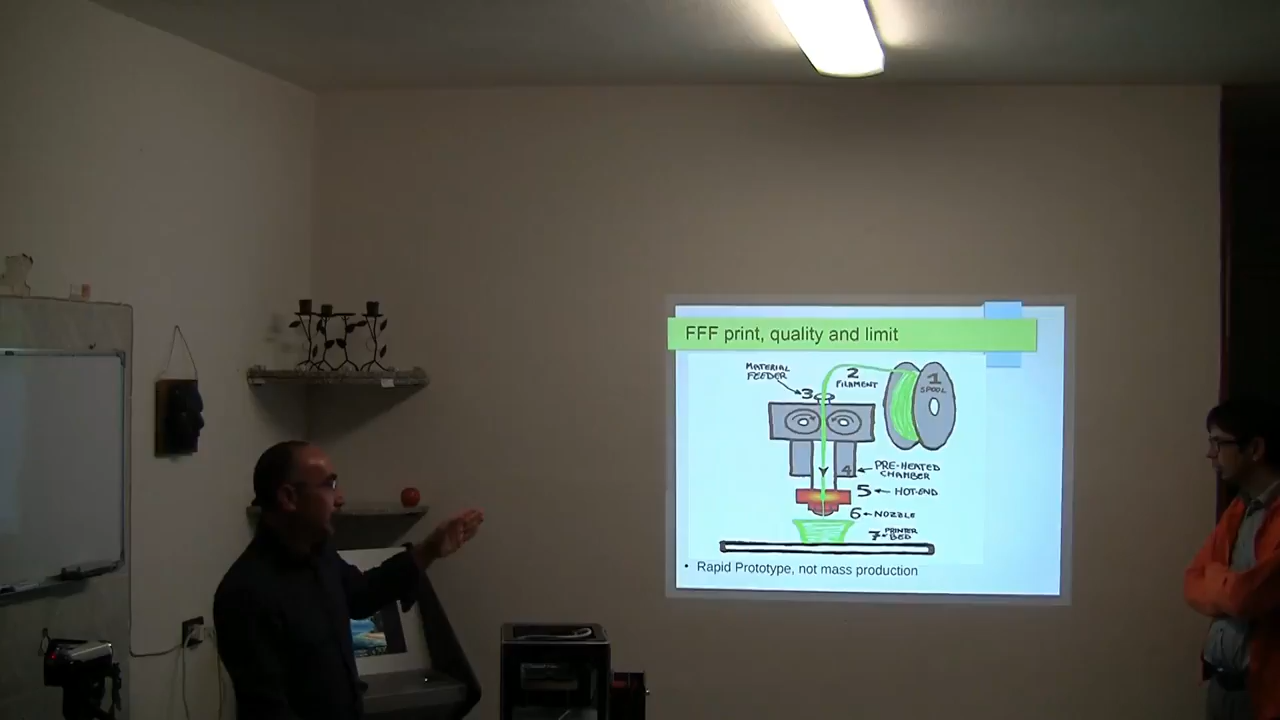 FFF print, quality and limit
MATERIAL
FEEDER
3
2
FILAMENT
1
SPOOL
4
PRE-HEATED
CHAMBER
5
HOT-END
6
NOZZLE
7
PRINTER
BED
• Rapid Prototype, not mass production